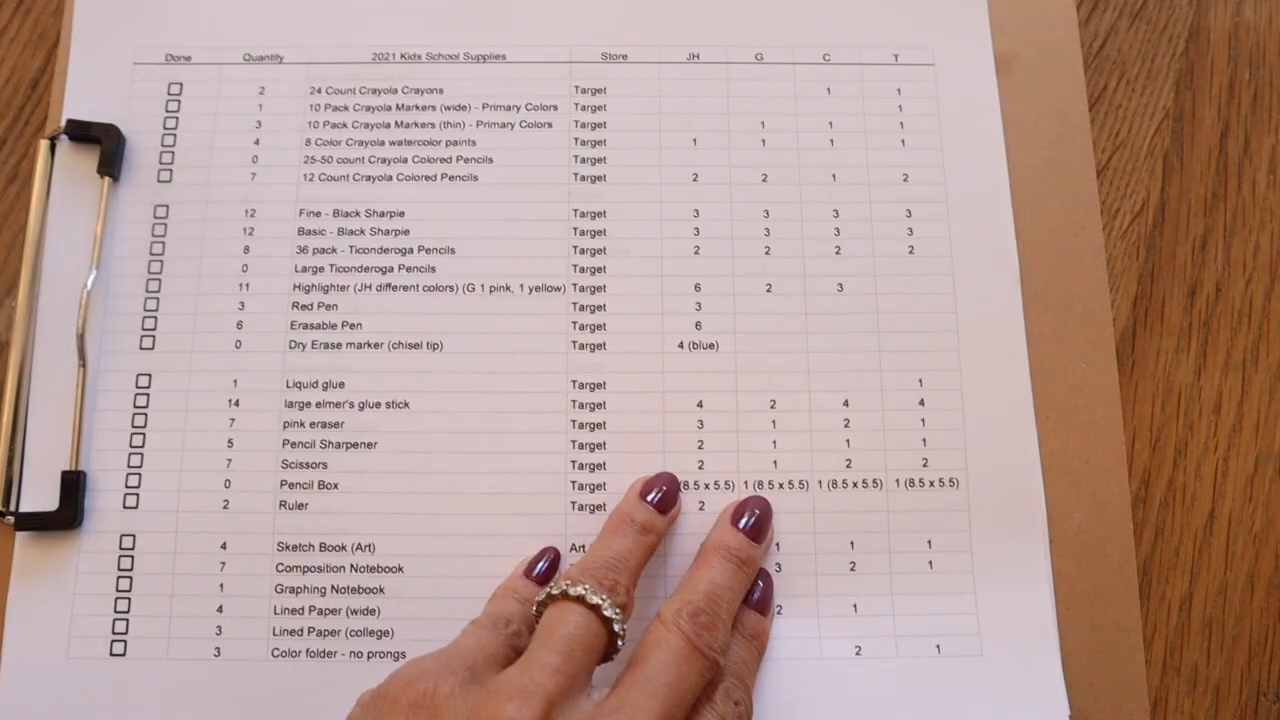 Done Quantity 2021 Kids School Supplies Store JH G C T
2 24 Count Crayola Crayons Target 1 1
1 10 Pack Crayola Markers (wide) - Primary Colors Target 1
3 10 Pack Crayola Markers (thin) - Primary Colors Target 1 1 1
4 8 Color Crayola watercolor paints Target 1 1 1 1
0 25-50 count Crayola Colored Pencils Target
7 12 Count Crayola Colored Pencils Target 2 2 1 2
12 Fine - Black Sharpie Target 3 3 3 3
12 Basic - Black Sharpie Target 3 3 3 3
8 36 pack - Ticonderoga Pencils Target 2 2 2 2
0 Large Ticonderoga Pencils Target
11 Highlighter (JH different colors) (G 1 pink, 1 yellow) Target 6 2 3
3 Red Pen Target 3
6 Erasable Pen Target 6
0 Dry Erase marker (chisel tip) Target 4 (blue)
1 Liquid glue Target 1
14 large elmer's glue stick Target 4 2 4 4
7 pink eraser Target 3 1 2 1
5 Pencil Sharpener Target 2 1 1 1
7 Scissors Target 2 1 2 2
0 Pencil Box Target (8.5 x 5.5) 1 (8.5 x 5.5) 1 (8.5 x 5.5) 1 (8.5 x 5.5)
2 Ruler Target 2
4 Sketch Book (Art) Art 1 1 1
7 Composition Notebook 3 2 1
1 Graphing Notebook
4 Lined Paper (wide) 2 1
3 Lined Paper (college)
3 Color folder - no prongs 2 1